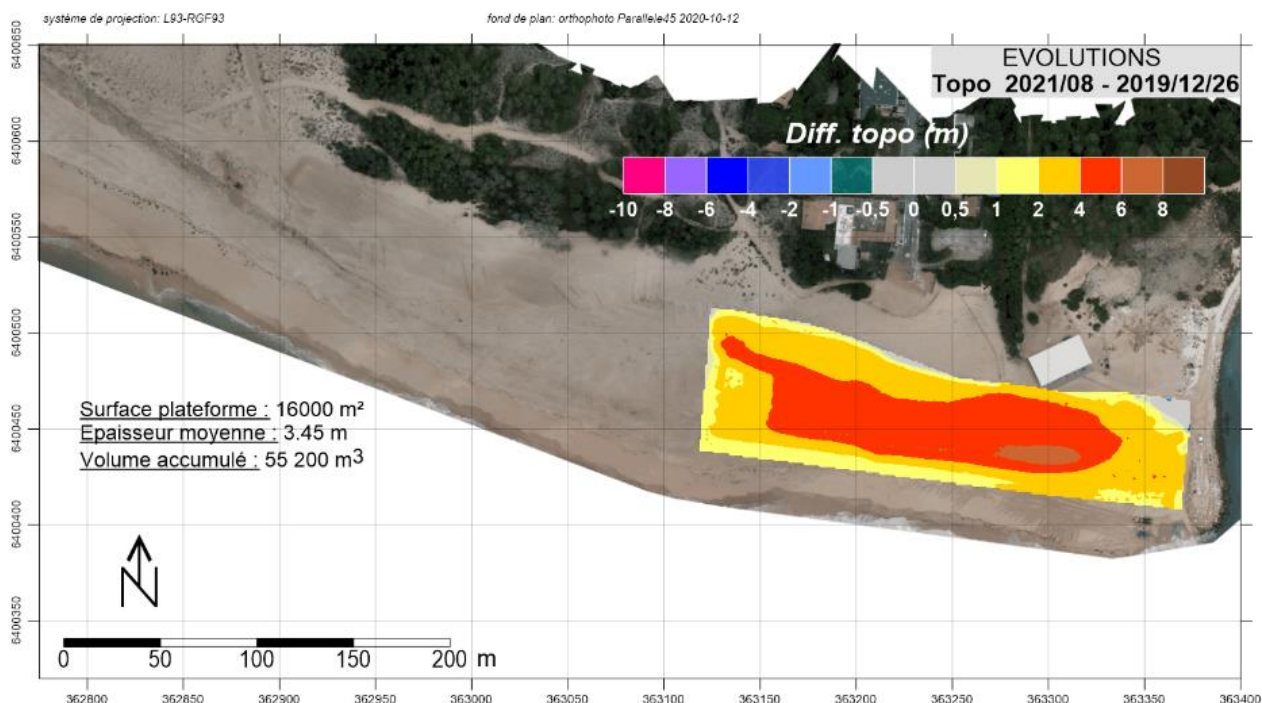 système de projection: L93-RGF93
fond de plan: orthophoto Parallele45 2020-10-12
EVOLUTIONS
Topo 2021/08 - 2019/12/26
Diff. topo (m)
-10 -8 -6 -4 -2 -1 -0,5 0 0,5 1 2 4 6 8
6400650
6400600
6400550
6400500
6400450
6400400
6400350
Surface plateforme : 16000 m²
Epaisseur moyenne : 3.45 m
Volume accumulé : 55 200 m³
N
0 50 100 150 200 m
362800 362850 362900 362950 363000 363050 363100 363150 363200 363250 363300 363350 363400